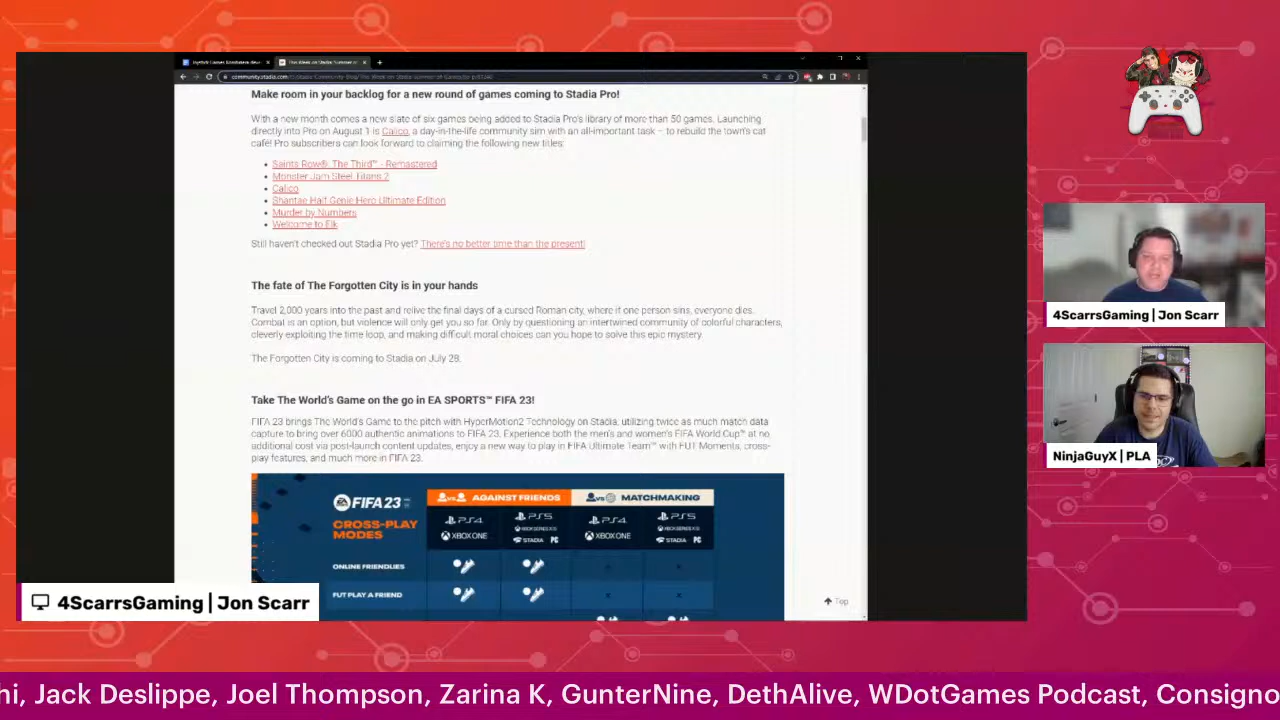 Make room in your backlog for a new round of games coming to Stadia Pro!
With a new month comes a new slate of six games being added to Stadia Pro's library of more than 50 games. Launching
directly into Pro on August 1 is Calico, a day-in-the-life community sim with an all-important task – to rebuild the town's cat
café! Pro subscribers can look forward to claiming the following new titles:
Saints Row®: The Third™ - Remastered
Monster Jam Steel Titans 2
Calico
Shantae Half Genie Hero Ultimate Edition
Murder by Numbers
Welcome to Elk
Still haven't checked out Stadia Pro yet? There's no better time than the present!
The fate of The Forgotten City is in your hands
Travel 2,000 years into the past and relive the final days of a cursed Roman city, where if one person sins, everyone dies.
Combat is an option, but violence will only get you so far. Only by questioning an intertwined community of colorful characters,
cleverly exploiting the time loop, and making difficult moral choices can you hope to solve this epic mystery.
The Forgotten City is coming to Stadia on July 28.
Take The World's Game on the go in EA SPORTS™ FIFA 23!
FIFA 23 brings The World's Game to the pitch with HyperMotion2 Technology on Stadia, utilizing twice as much match data
capture to bring over 6000 authentic animations to FIFA 23. Experience both the men's and women's FIFA World Cup™ at no
additional cost via post-launch content updates, enjoy a new way to play in FIFA Ultimate Team™ with FUT Moments, cross-
play features, and much more in FIFA 23.
FIFA 23
CROSS-PLAY
MODES
VS AGAINST FRIENDS
VS MATCHMAKING
PS4
XBOX ONE
PS5
XBOX SERIES X|S
STADIA PC
PS4
XBOX ONE
PS5
XBOX SERIES X|S
STADIA PC
ONLINE FRIENDLIES
FUT PLAY A FRIEND
Top
4ScarrsGaming | Jon Scarr
4ScarrsGaming | Jon Scarr
NinjaGuyX | PLA
hi, Jack Deslippe, Joel Thompson, Zarina K, GunterNine, DethAlive, WDotGames Podcast, Consigno